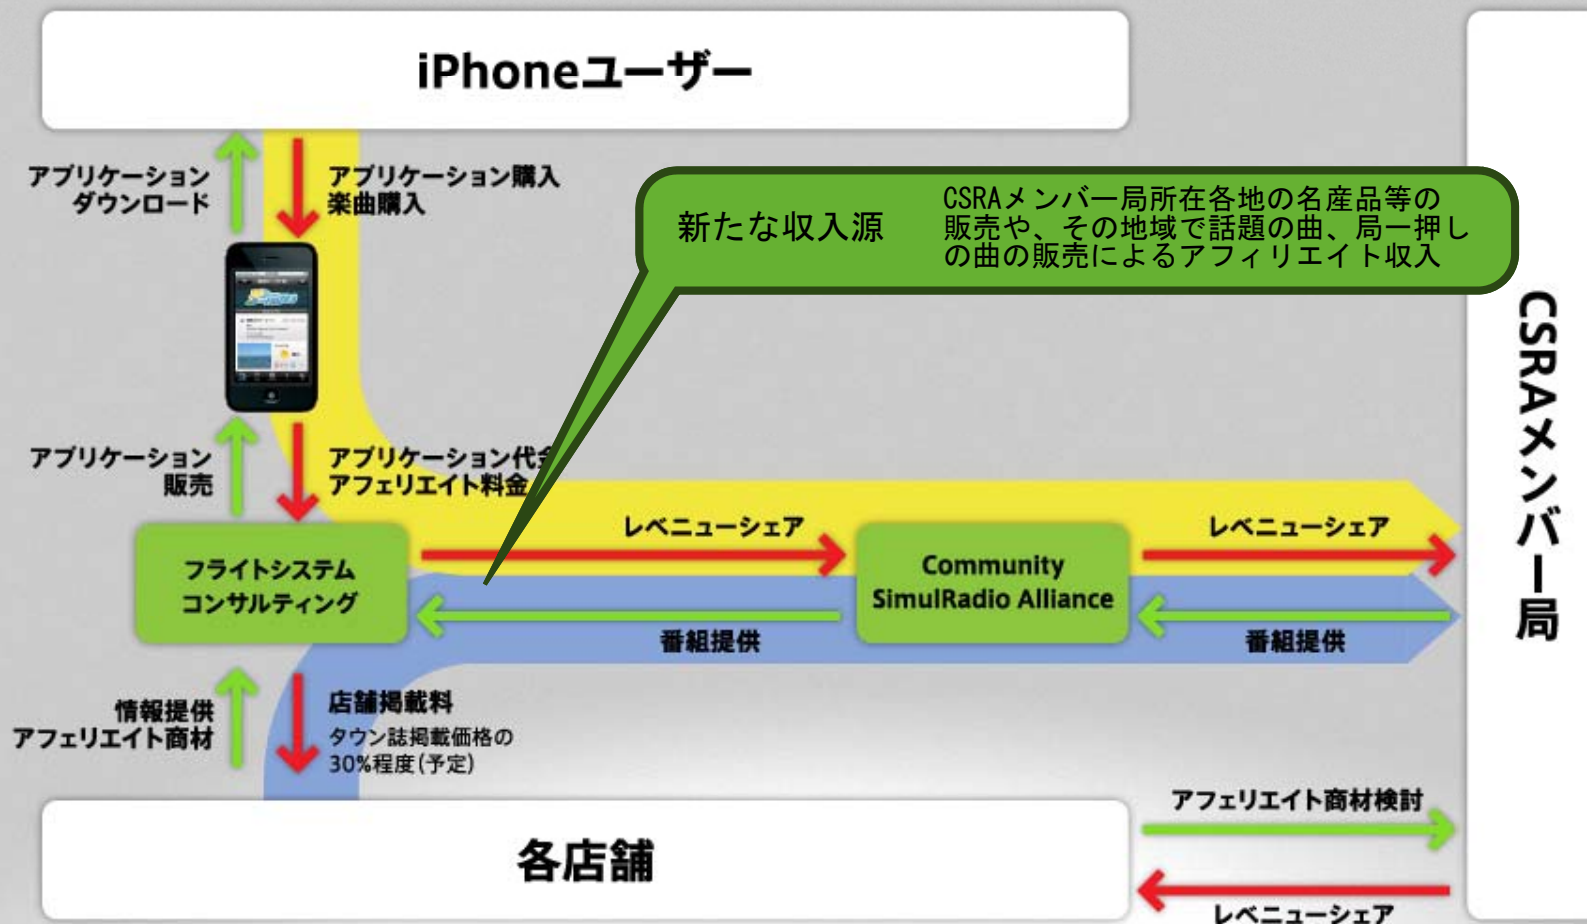 iPhoneユーザー
アプリケーション
ダウンロード
アプリケーション購入
楽曲購入
新たな収入源
CSRAメンバー局所在各地の名産品等の
販売や、その地域で話題の曲、局一押し
の曲の販売によるアフィリエイト収入
アプリケーション
販売
アプリケーション代金
アフェリエイト料金
フライトシステム
コンサルティング
レベニューシェア
Community
SimulRadio Alliance
レベニューシェア
番組提供
番組提供
CSRAメンバー局
情報提供
アフェリエイト商材
店舗掲載料
タウン誌掲載価格の
30%程度(予定)
各店舗
アフェリエイト商材検討
レベニューシェア